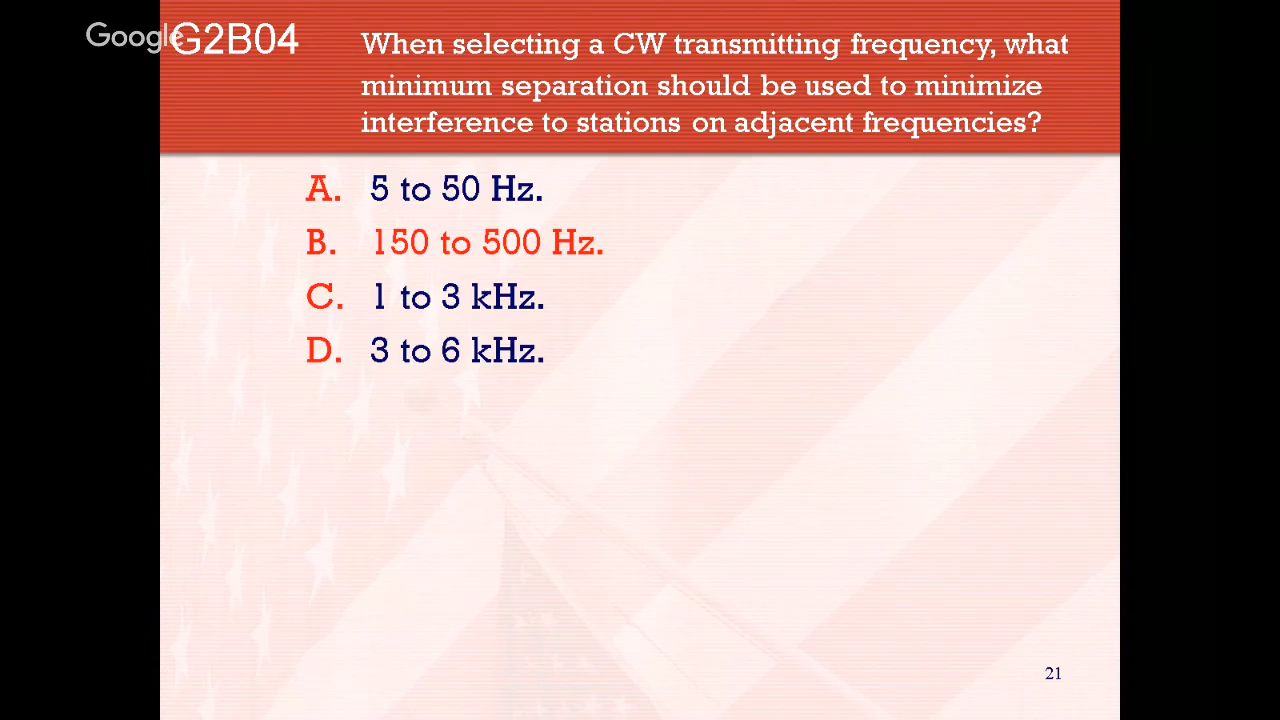 Google
G2B04
When selecting a CW transmitting frequency, what
minimum separation should be used to minimize
interference to stations on adjacent frequencies?
A. 5 to 50 Hz.
B. 150 to 500 Hz.
C. 1 to 3 kHz.
D. 3 to 6 kHz.
21